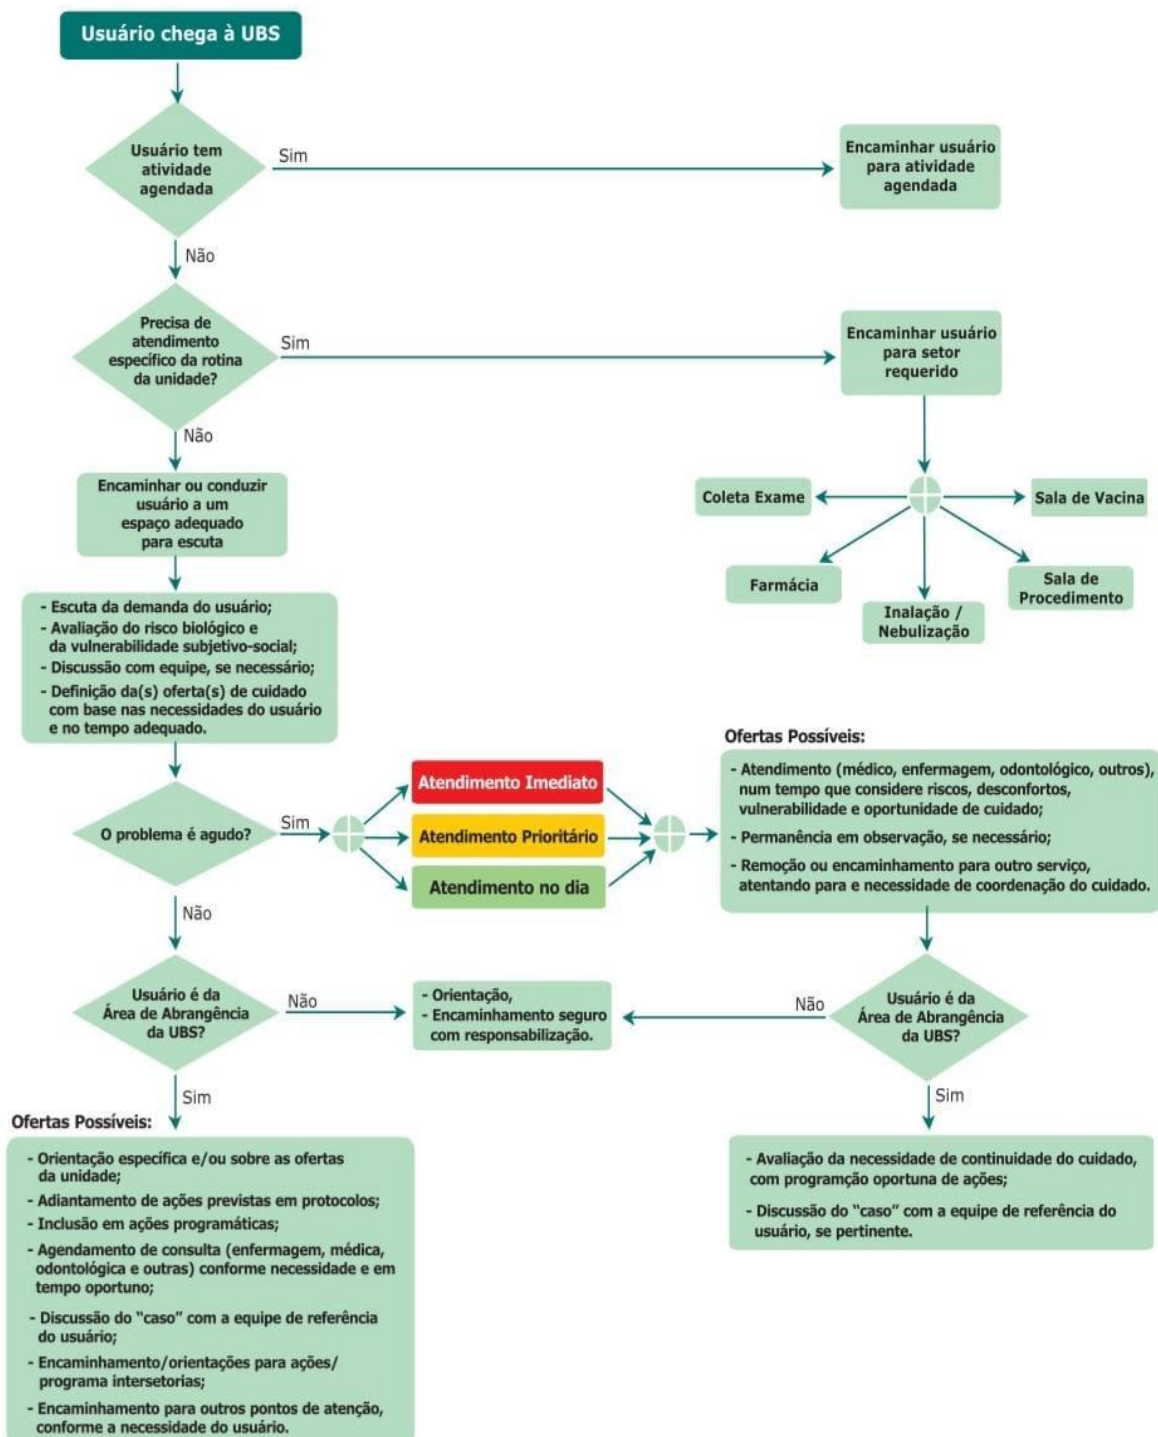 Usuário chega à UBS
Usuário tem
atividade
agendada
Sim
Encaminhar usuário
para atividade
agendada
Não
Precisa de
atendimento
específico da rotina
da unidade?
Sim
Encaminhar usuário
para setor
requerido
Não
Encaminhar ou conduzir
usuário a um
espaço adequado
para escuta
Coleta Exame
Sala de Vacina
Farmácia
Inalação /
Nebulização
Sala de
Procedimento
- Escuta da demanda do usuário;
- Avaliação do risco biológico e
da vulnerabilidade subjetivo-social;
- Discussão com equipe, se necessário;
- Definição da(s) oferta(s) de cuidado
com base nas necessidades do usuário
e no tempo adequado.
O problema é agudo?
Sim
Atendimento Imediato
Atendimento Prioritário
Atendimento no dia
Ofertas Possíveis:
- Atendimento (médico, enfermagem, odontológico, outros),
num tempo que considere riscos, desconfortos,
vulnerabilidade e oportunidade de cuidado;
- Permanência em observação, se necessário;
- Remoção ou encaminhamento para outro serviço,
atentando para e necessidade de coordenação do cuidado.
Não
Usuário é da
Área de Abrangência
da UBS?
Não
- Orientação,
- Encaminhamento seguro
com responsabilização.
Não
Usuário é da
Área de Abrangência
da UBS?
Sim
Sim
Ofertas Possíveis:
- Orientação específica e/ou sobre as ofertas
da unidade;
- Adiantamento de ações previstas em protocolos;
- Inclusão em ações programáticas;
- Agendamento de consulta (enfermagem, médica,
odontológica e outras) conforme necessidade e em
tempo oportuno;
- Discussão do "caso" com a equipe de referência
do usuário;
- Encaminhamento/orientações para ações/
programa intersetorias;
- Encaminhamento para outros pontos de atenção,
conforme a necessidade do usuário.
- Avaliação da necessidade de continuidade do cuidado,
com programção oportuna de ações;
- Discussão do "caso" com a equipe de referência do
usuário, se pertinente.